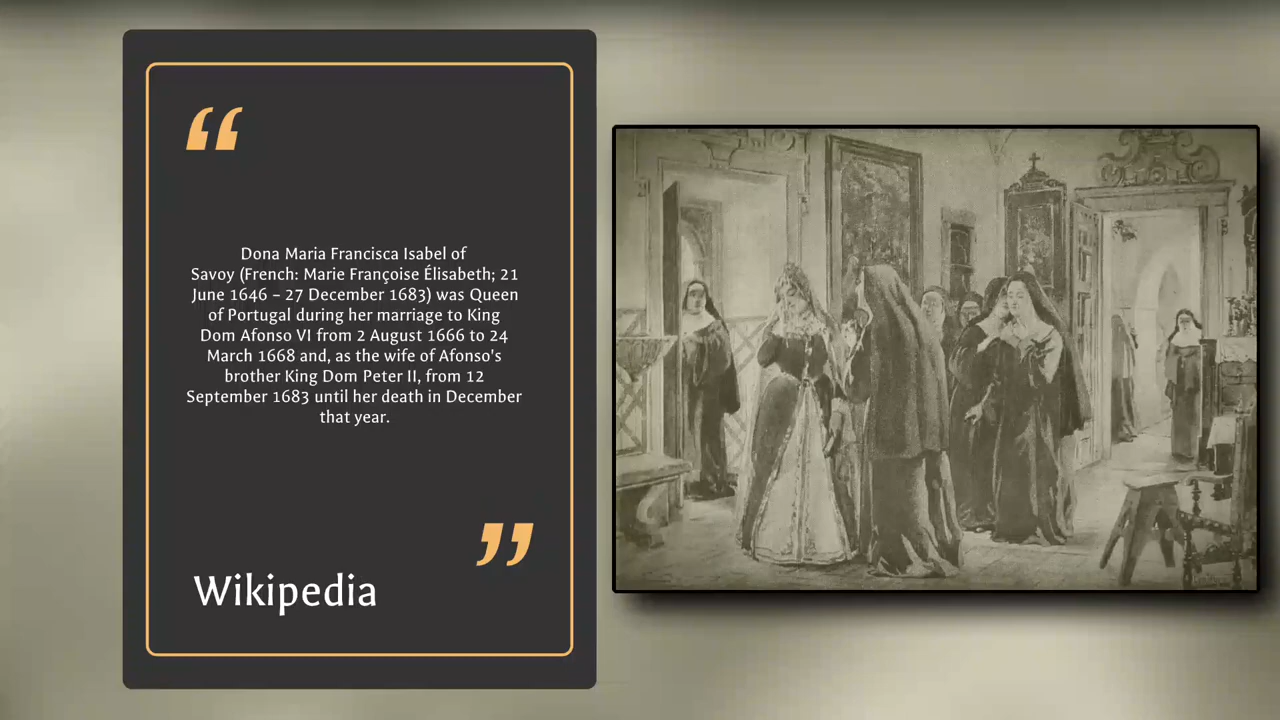 “
Dona Maria Francisca Isabel of
Savoy (French: Marie Françoise Élisabeth; 21
June 1646 – 27 December 1683) was Queen
of Portugal during her marriage to King
Dom Afonso VI from 2 August 1666 to 24
March 1668 and, as the wife of Afonso's
brother King Dom Peter II, from 12
September 1683 until her death in December
that year.
”
Wikipedia